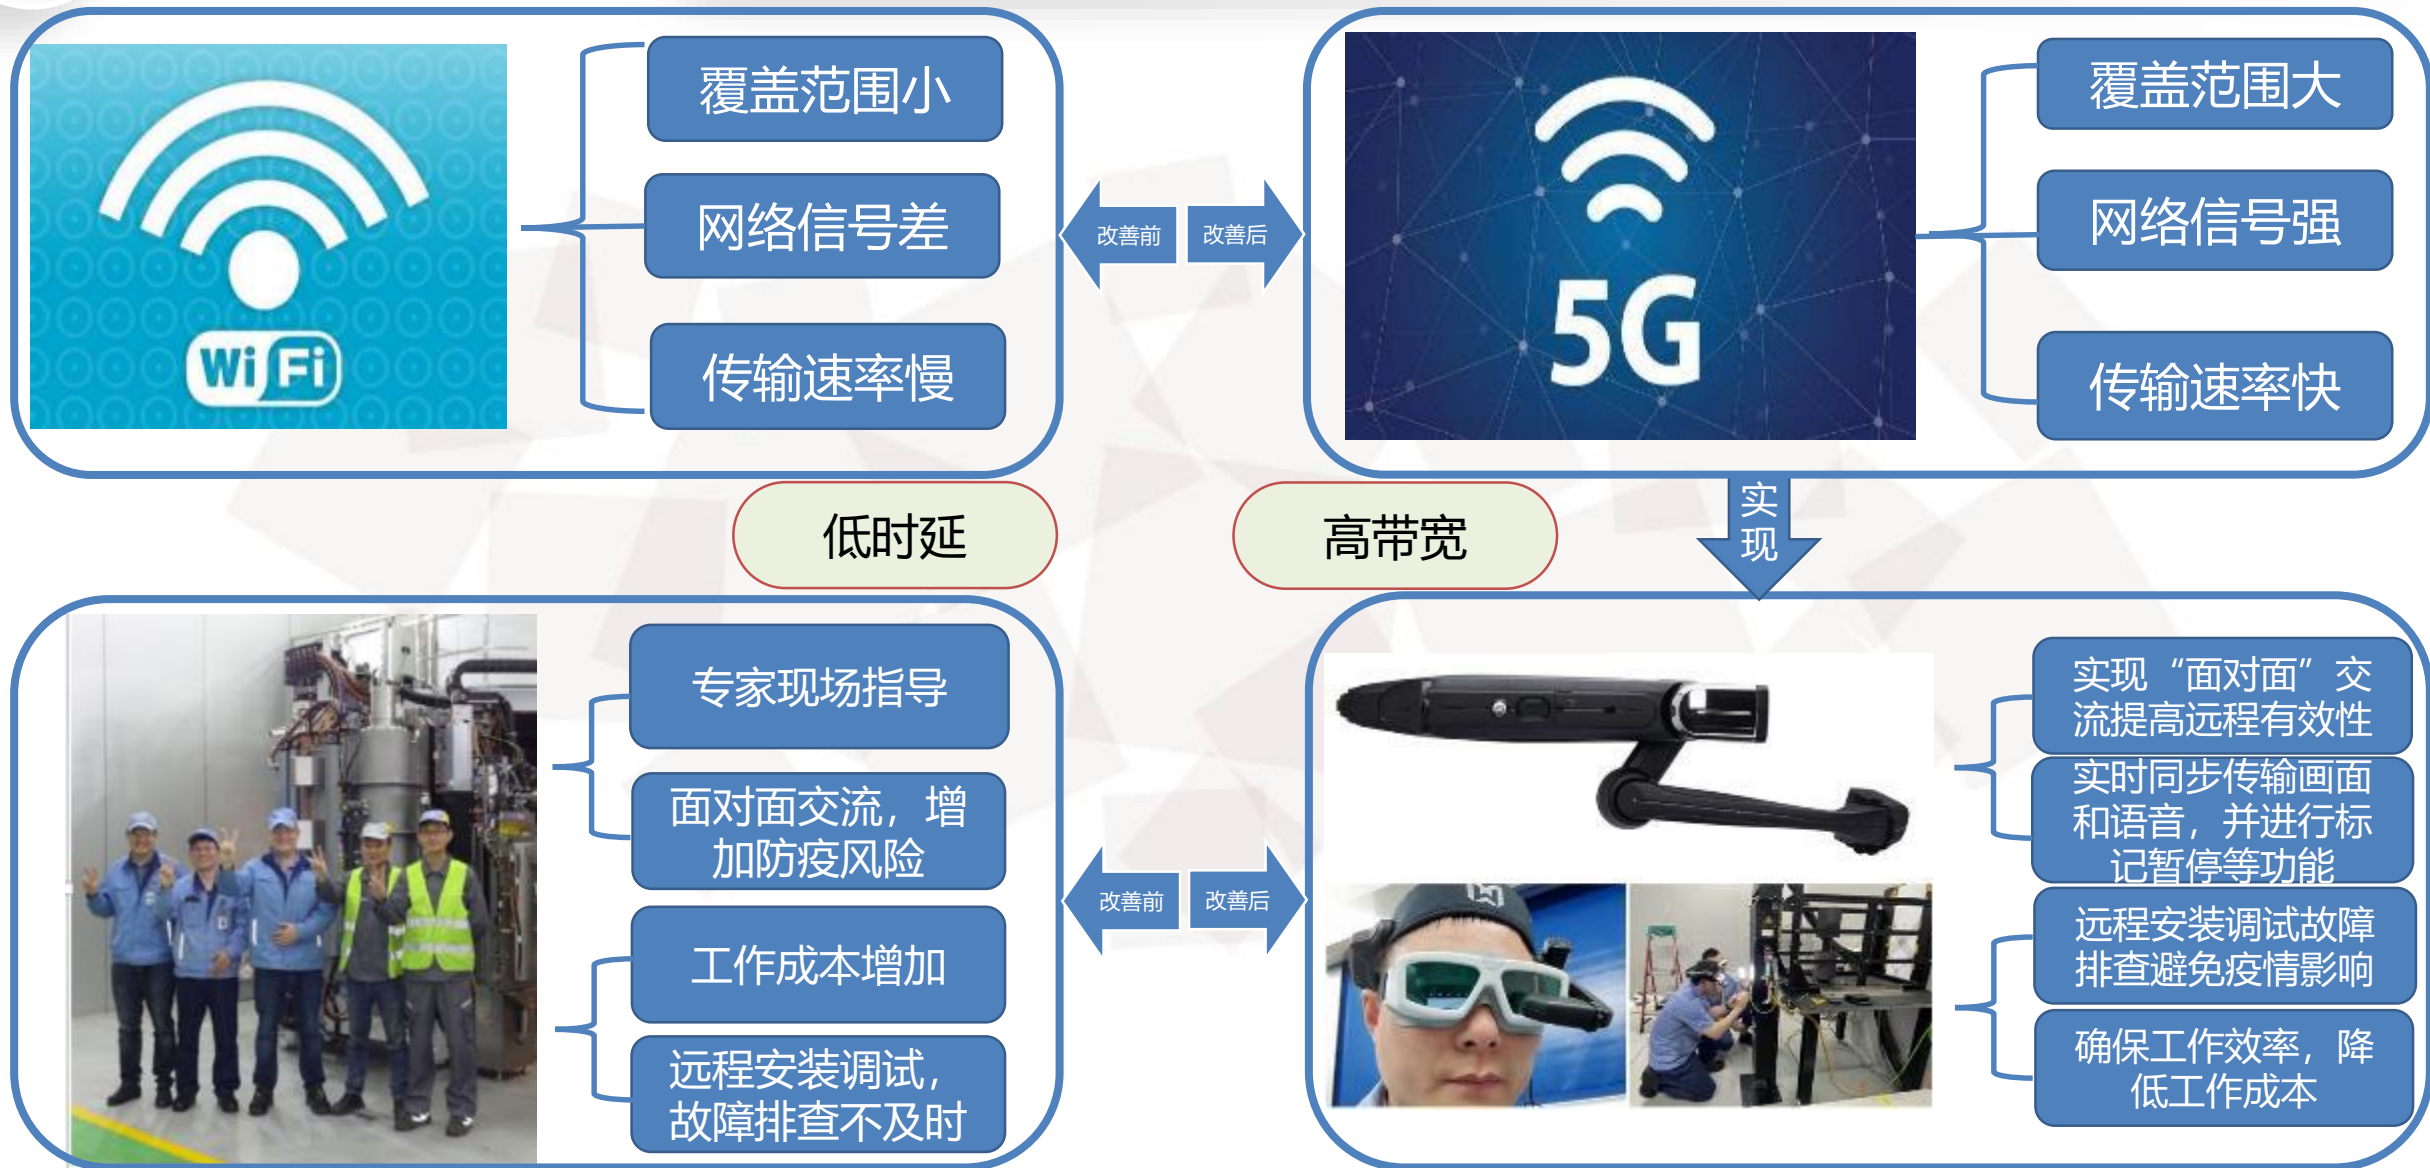 覆盖范围小
网络信号差
传输速率慢
WiFi
改善前
改善后
5G
覆盖范围大
网络信号强
传输速率快
低时延
高带宽
实
现
专家现场指导
面对面交流，增
加防疫风险
工作成本增加
远程安装调试，
故障排查不及时
改善前
改善后
实现“面对面”交
流提高远程有效性
实时同步传输画面
和语音，并进行标
记暂停等功能
远程安装调试故障
排查避免疫情影响
确保工作效率，降
低工作成本